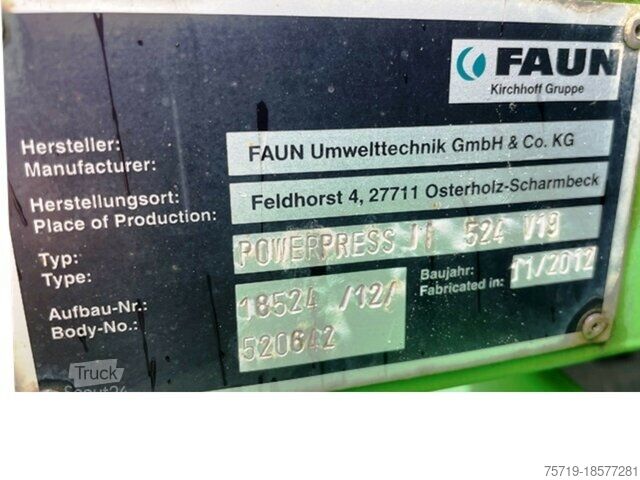 FAUN
Kirchhoff Gruppe
Hersteller: FAUN Umwelttechnik GmbH & Co. KG
Manufacturer:
Herstellungsort: Feldhorst 4, 27711 Osterholz-Scharmbeck
Place of Production:
Typ: POWERPRESS 524 V19
Type:
Aufbau-Nr.: 18524 /12/ Baujahr: 11/2012
Body-No.: 520642 Fabricated in:
Truck
Scout24
75719-18577281